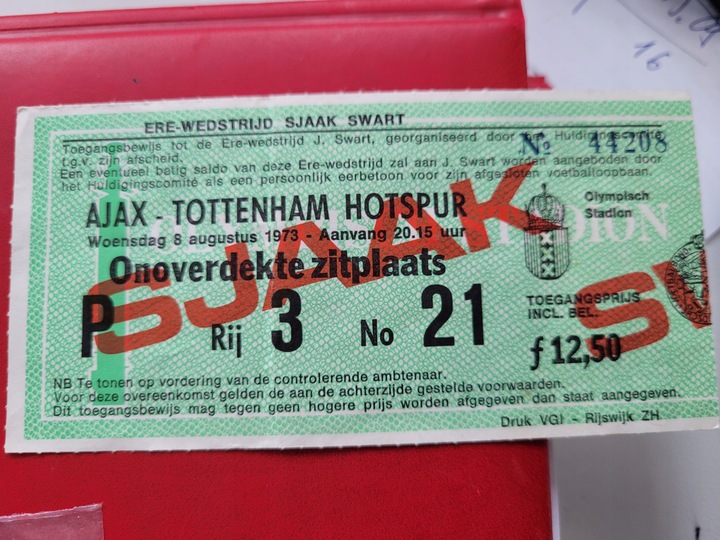 ERE-WEDSTRIJD SJAAK SWART
Toegangsbewijs tot de Ere-wedstrijd J. Swart, georganiseerd door het Huldigingscomité
t.g.v. zijn afscheid.
Nº 44208
Een eventueel batig saldo van deze Ere-wedstrijd zal aan J. Swart worden aangeboden door
het Huldigingscomité als een persoonlijk eerbetoon voor zijn afgesloten voetballoopbaan.
AJAX - TOTTENHAM HOTSPUR
Olympisch
Stadion
Woensdag 8 augustus 1973 - Aanvang 20.15 uur
Onoverdekte zitplaats
P Rij 3 No 21
TOEGANGSPRIJS
INCL. BEL.
ƒ 12,50
SJAAK
SW
NB Te tonen op vordering van de controlerende ambtenaar.
Voor deze overeenkomst gelden de aan de achterzijde gestelde voorwaarden.
Dit toegangsbewijs mag tegen geen hogere prijs worden afgegeven dan staat aangegeven.
Druk VGI - Rijswijk ZH
16